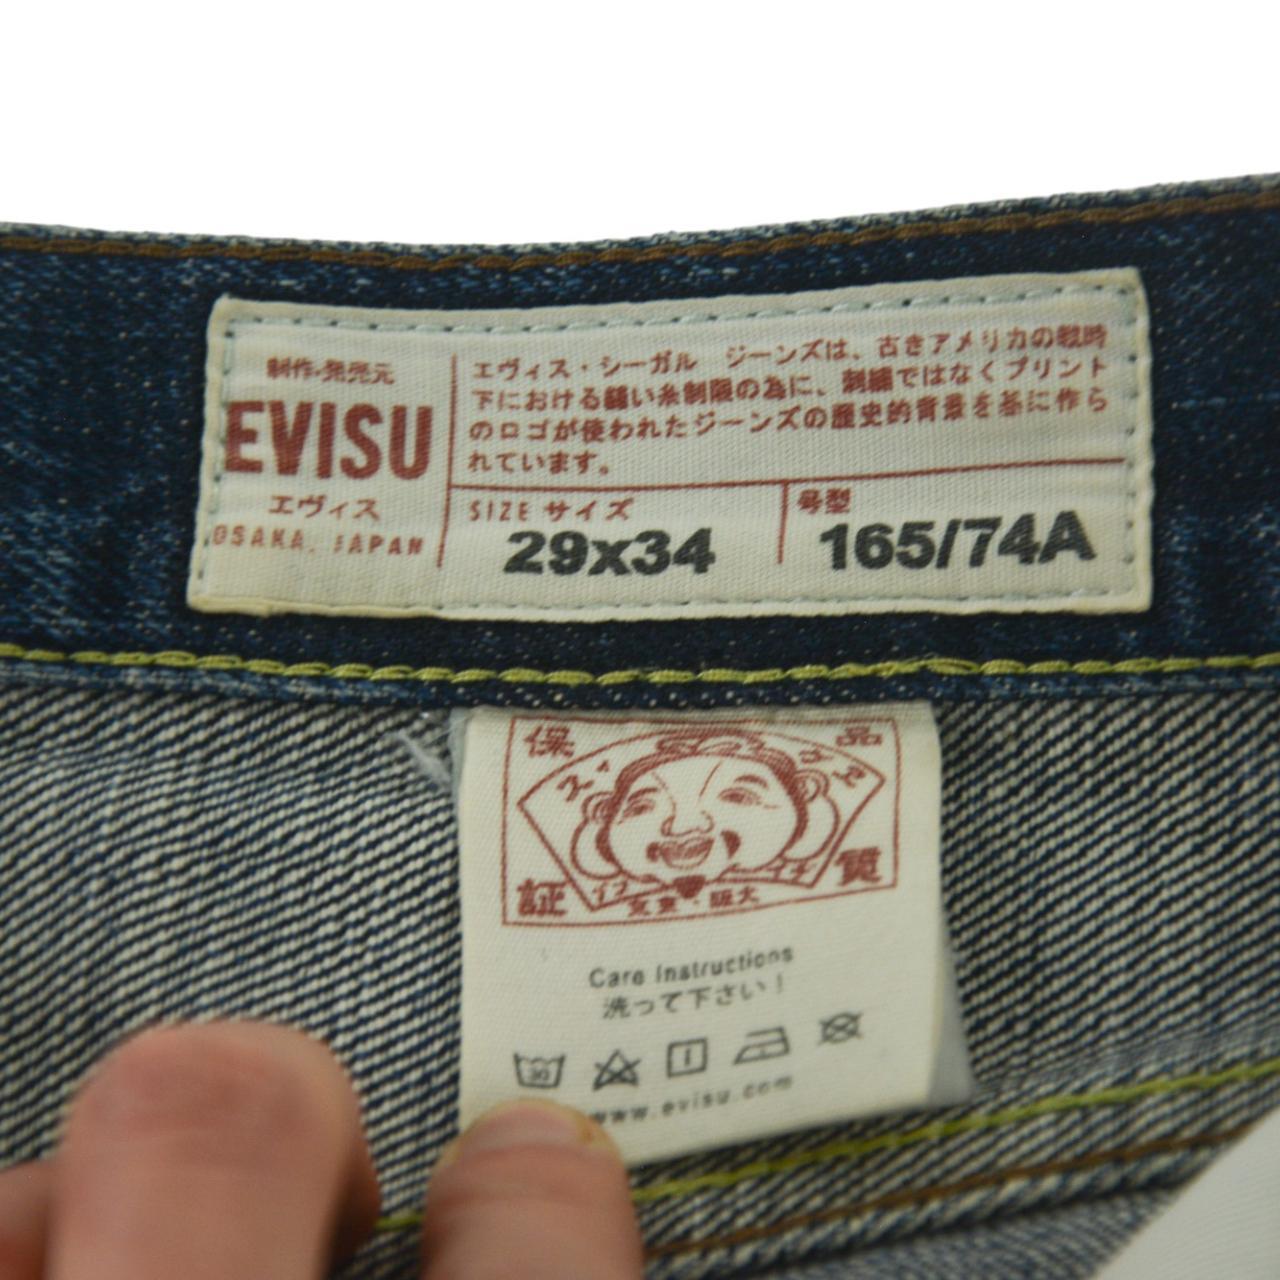 制作・発売元
EVISU
エヴィス
OSAKA, JAPAN
エヴィス・シーガル ジーンズは、古きアメリカの戦時
下における縫い糸制限の為に、刺繍ではなくプリント
のロゴが使われたジーンズの歴史的背景を基に作ら
れています。
SIZE サイズ
29x34
号型
165/74A
保 品
証 質
京東・阪大
Care Instructions
洗って下さい！
30
www.evisu.com